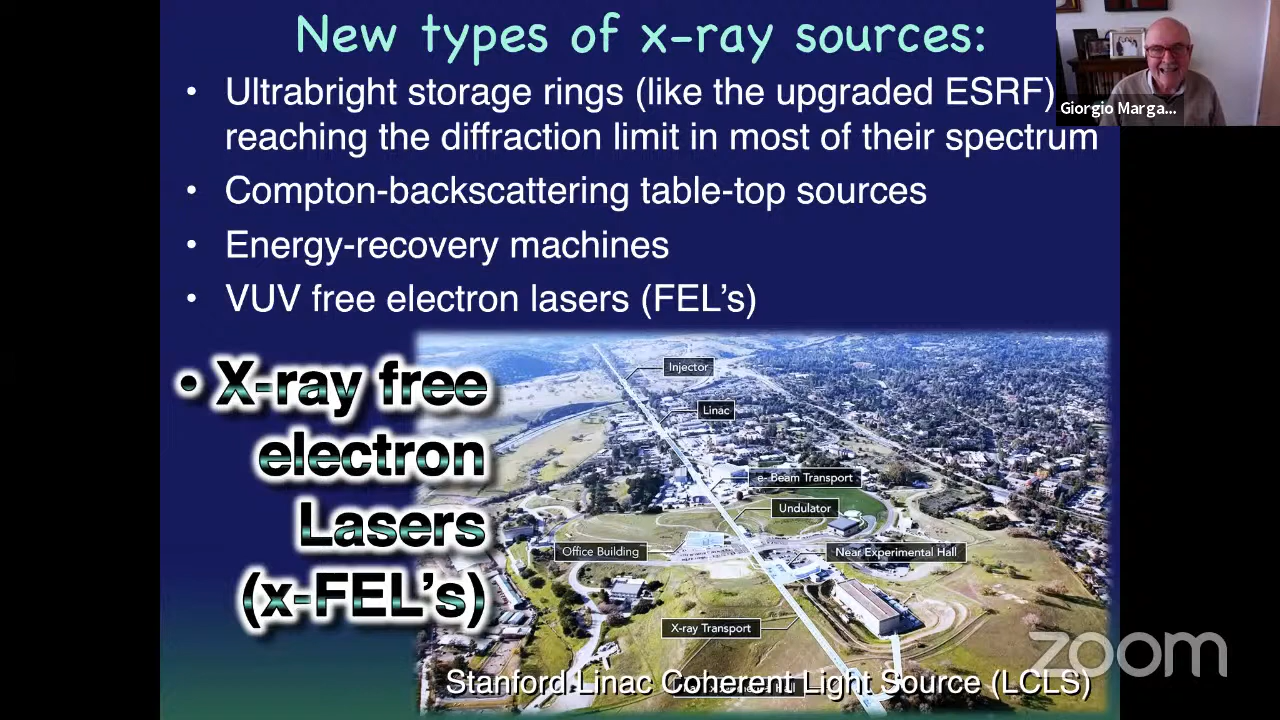 New types of x-ray sources:
• Ultrabright storage rings (like the upgraded ESRF)
reaching the diffraction limit in most of their spectrum
• Compton-backscattering table-top sources
• Energy-recovery machines
• VUV free electron lasers (FEL's)
• X-ray free
electron
Lasers
(x-FEL's)
Injector
Linac
e- Beam Transport
Undulator
Office Building
Near Experimental Hall
X-ray Transport
Stanford Linac Coherent Light Source (LCLS)
Giorgio Marga...
zoom